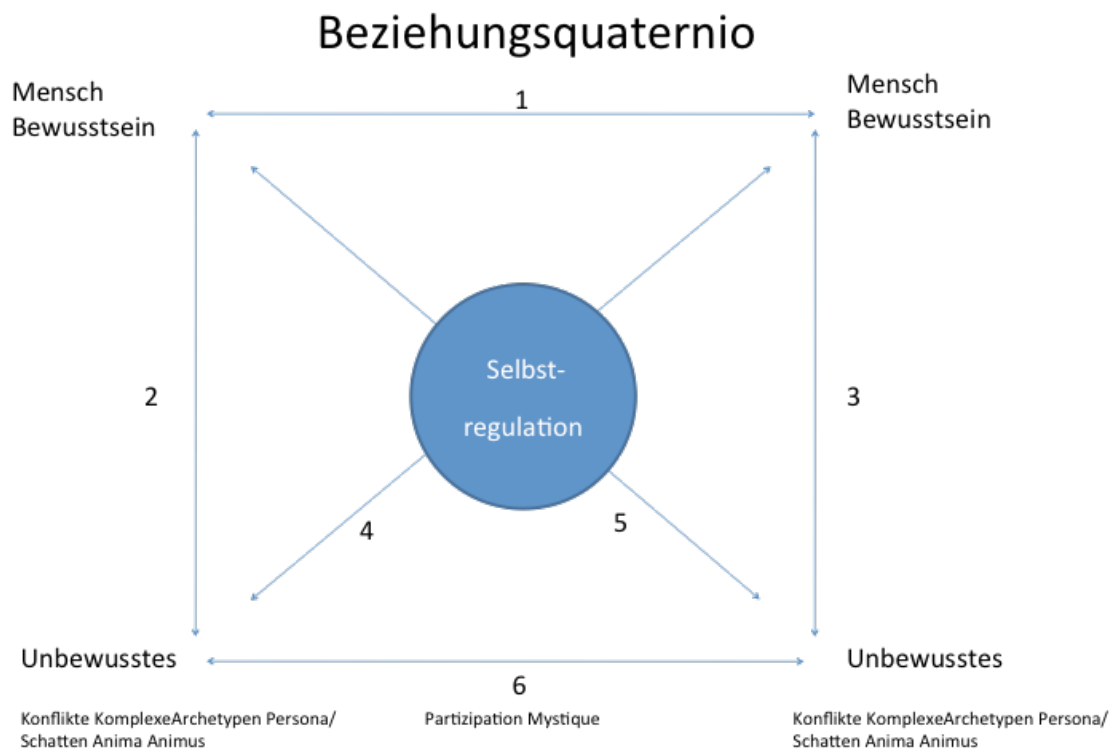 Beziehungsquaternio
Mensch
Bewusstsein
1
Mensch
Bewusstsein
2
Selbst-
regulation
3
4
5
Unbewusstes
6
Unbewusstes
Konflikte KomplexeArchetypen Persona/
Schatten Anima Animus
Partizipation Mystique
Konflikte KomplexeArchetypen Persona/
Schatten Anima Animus